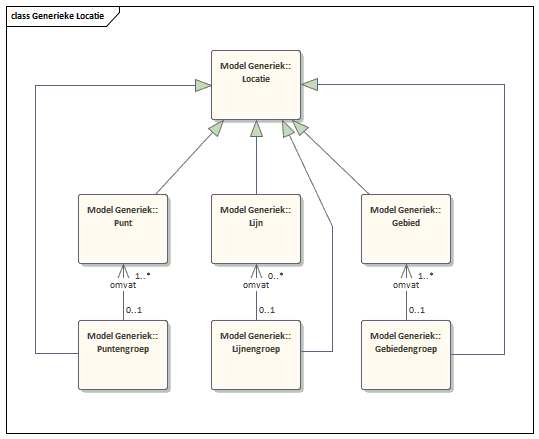 class Generieke Locatie
Model Generiek::
Locatie
Model Generiek::
Punt
Model Generiek::
Lijn
Model Generiek::
Gebied
1..*
omvat
0..1
0..*
omvat
0..1
1..*
omvat
0..1
Model Generiek::
Puntengroep
Model Generiek::
Lijnengroep
Model Generiek::
Gebiedengroep